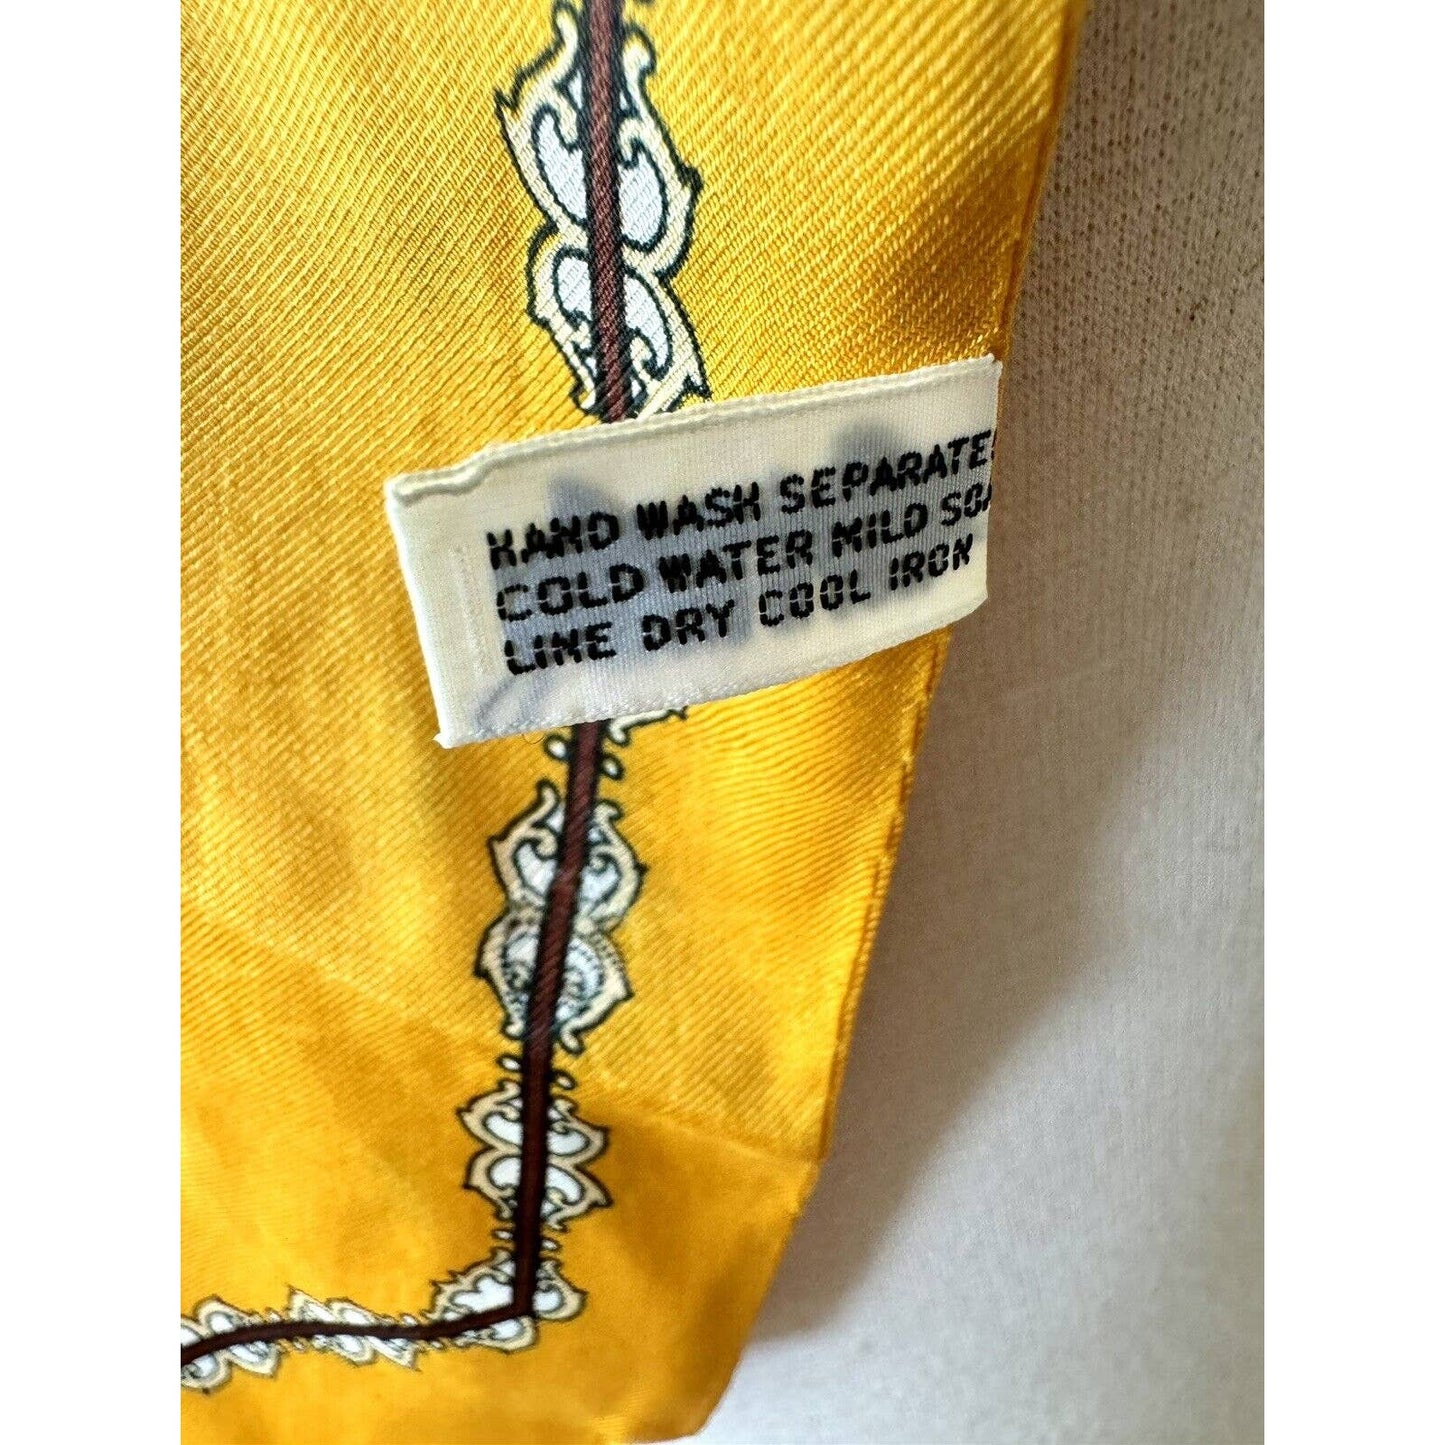 HAND WASH SEPARATE
COLD WATER MILD SOA
LINE DRY COOL IRON